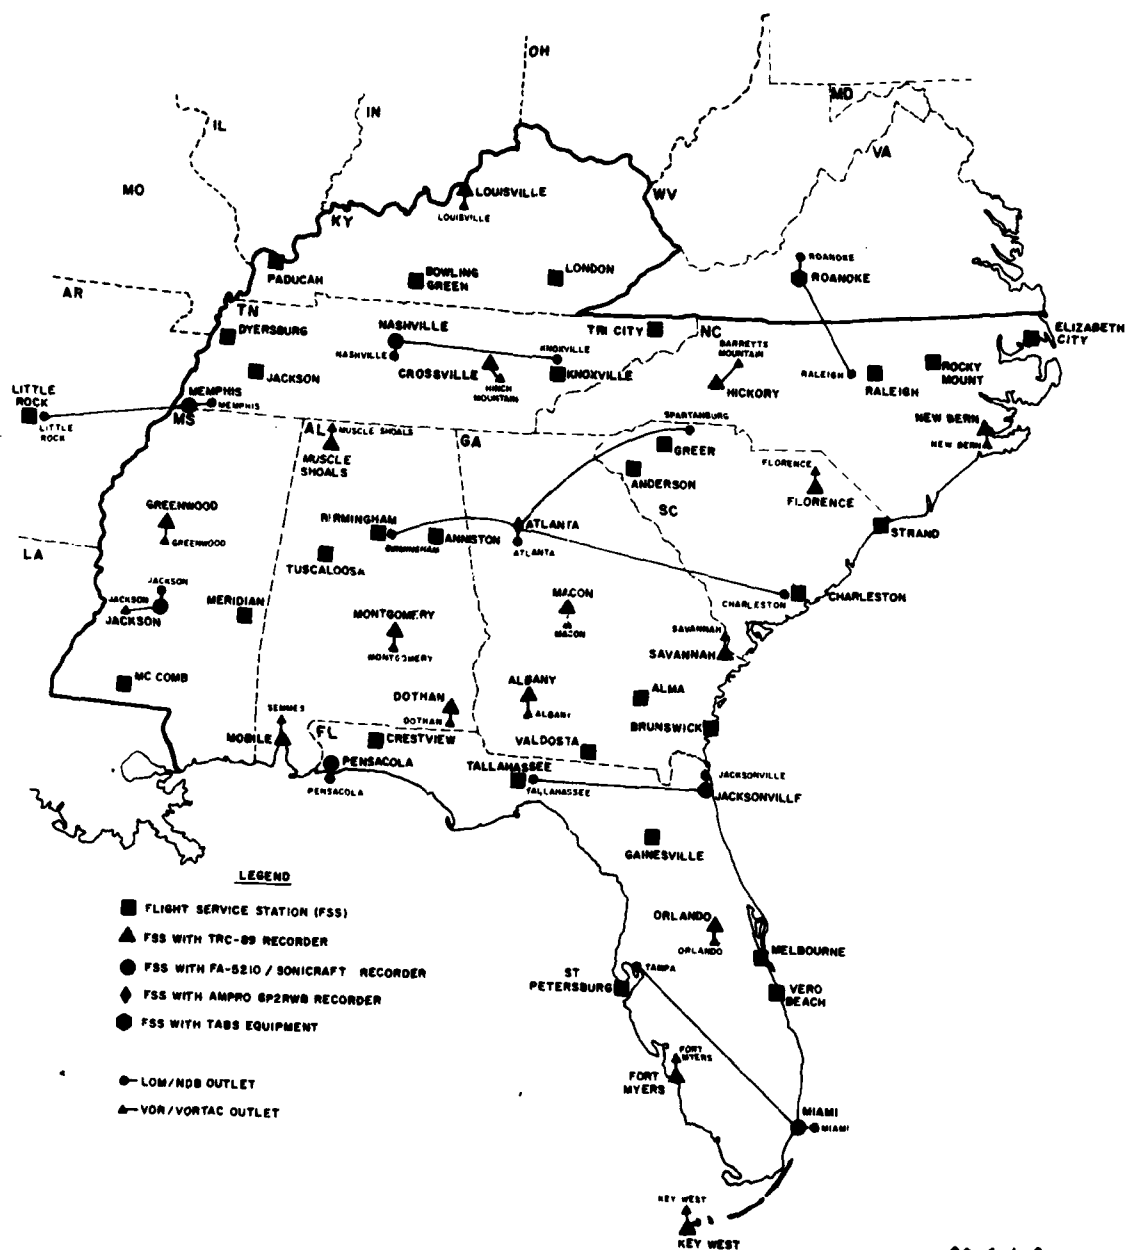 OH
MD
IN
IL
VA
MO
WV
LOUISVILLE
LOUISVILLE
KY
ROANOKE
ROANOKE
LONDON
BOWLING
GREEN
PADUCAH
AR
TN
NASHVILLE
TRI CITY
NC
ELIZABETH
CITY
DYERSBURG
BARRETTS
MOUNTAIN
NASHVILLE
KNOXVILLE
CROSSVILLE
KNOXVILLE
HINCH
MOUNTAIN
JACKSON
HICKORY
RALEIGH
RALEIGH
ROCKY
MOUNT
LITTLE
ROCK
MEMPHIS
MEMPHIS
LITTLE
ROCK
MS
AL
MUSCLE SHOALS
MUSCLE
SHOALS
GA
SPARTANBURG
GREER
NEW BERN
NEW BERN
ANDERSON
FLORENCE
FLORENCE
SC
GREENWOOD
GREENWOOD
BIRMINGHAM
BIRMINGHAM
ANNISTON
ATLANTA
ATLANTA
STRAND
LA
TUSCALOOSA
JACKSON
JACKSON
JACKSON
MERIDIAN
MONTGOMERY
MONTGOMERY
MACON
MACON
CHARLESTON
CHARLESTON
SAVANNAH
SAVANNAH
MC COMB
DOTHAN
DOTHAN
ALBANY
ALBANY
ALMA
SEMMES
MOBILE
FL
CRESTVIEW
VALDOSTA
BRUNSWICK
PENSACOLA
PENSACOLA
TALLAHASSEE
TALLAHASSEE
JACKSONVILLE
JACKSONVILLE
GAINESVILLE
LEGEND
FLIGHT SERVICE STATION (FSS)
FSS WITH TRC-89 RECORDER
FSS WITH FA-5210 / SONICRAFT RECORDER
FSS WITH AMPRO 6P2RWB RECORDER
FSS WITH TABS EQUIPMENT
LOM/NDB OUTLET
VOR/VORTAC OUTLET
ORLANDO
ORLANDO
MELBOURNE
TAMPA
ST
PETERSBURG
VERO
BEACH
FORT
MYERS
FORT
MYERS
MIAMI
MIAMI
KEY WEST
KEY WEST